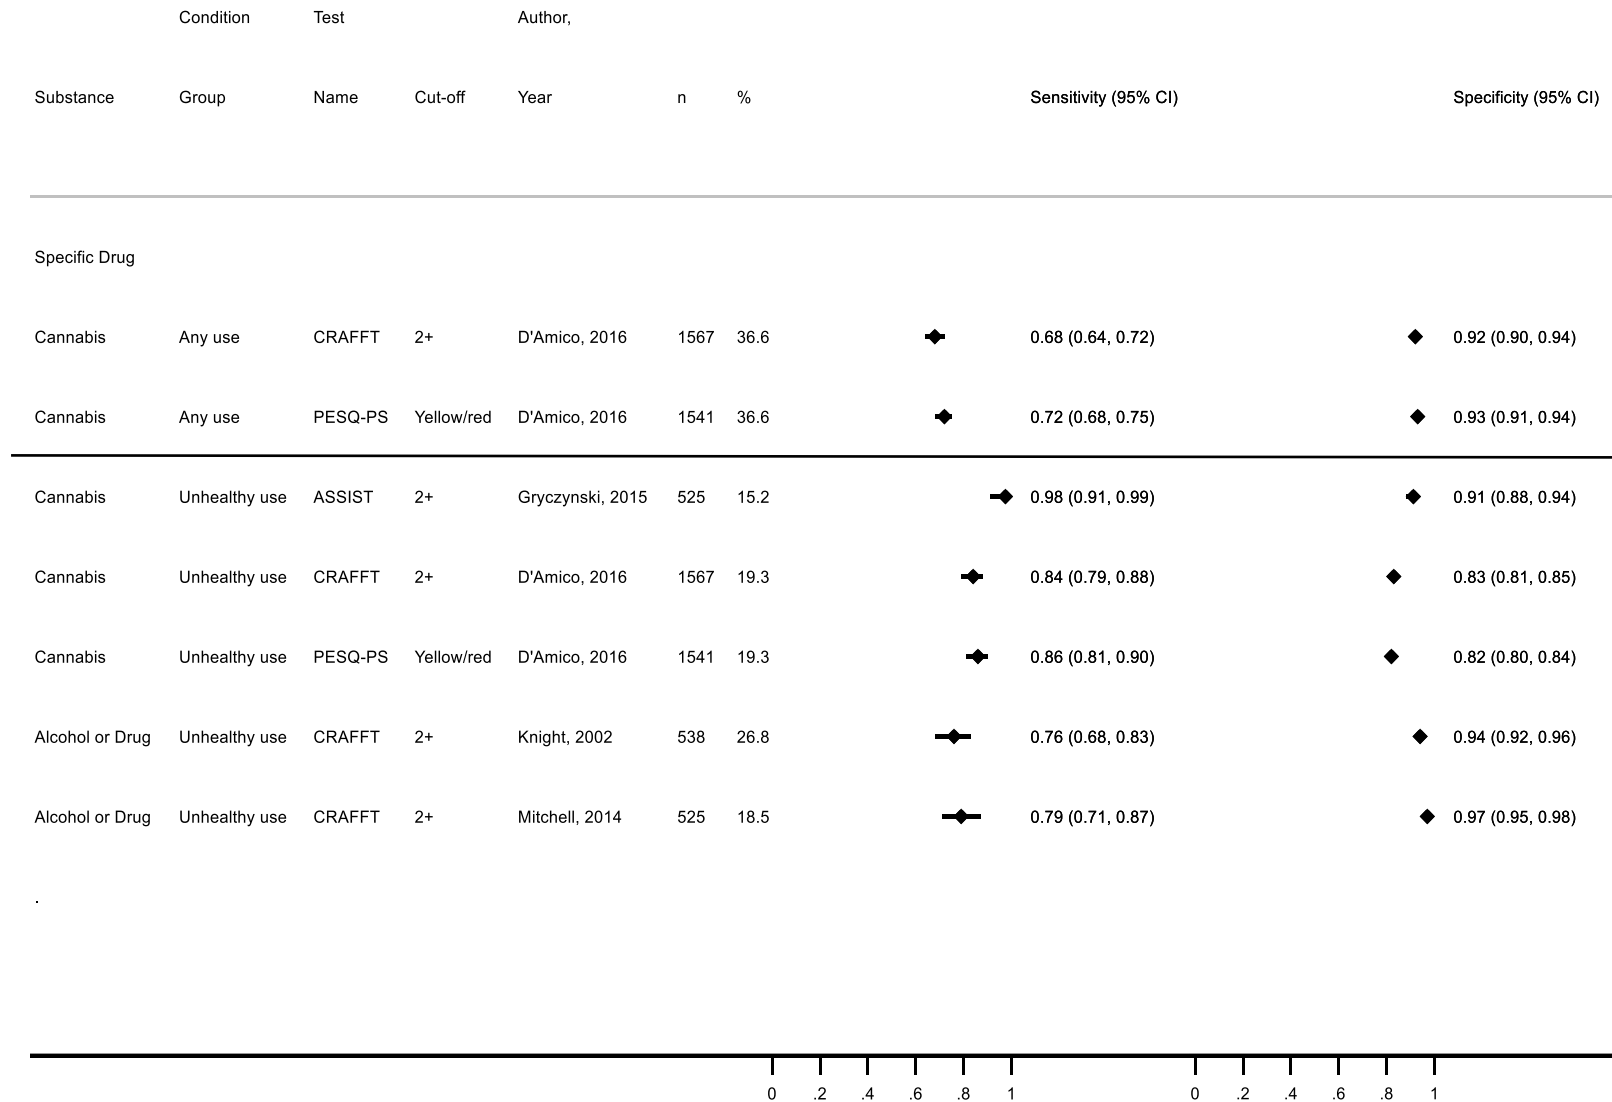 Condition Test Author,
Substance Group Name Cut-off Year n % Sensitivity (95% CI) Specificity (95% CI)
Specific Drug
Cannabis Any use CRAFFT 2+ D'Amico, 2016 1567 36.6 0.68 (0.64, 0.72) 0.92 (0.90, 0.94)
Cannabis Any use PESQ-PS Yellow/red D'Amico, 2016 1541 36.6 0.72 (0.68, 0.75) 0.93 (0.91, 0.94)
Cannabis Unhealthy use ASSIST 2+ Gryczynski, 2015 525 15.2 0.98 (0.91, 0.99) 0.91 (0.88, 0.94)
Cannabis Unhealthy use CRAFFT 2+ D'Amico, 2016 1567 19.3 0.84 (0.79, 0.88) 0.83 (0.81, 0.85)
Cannabis Unhealthy use PESQ-PS Yellow/red D'Amico, 2016 1541 19.3 0.86 (0.81, 0.90) 0.82 (0.80, 0.84)
Alcohol or Drug Unhealthy use CRAFFT 2+ Knight, 2002 538 26.8 0.76 (0.68, 0.83) 0.94 (0.92, 0.96)
Alcohol or Drug Unhealthy use CRAFFT 2+ Mitchell, 2014 525 18.5 0.79 (0.71, 0.87) 0.97 (0.95, 0.98)
.
0 .2 .4 .6 .8 1 0 .2 .4 .6 .8 1